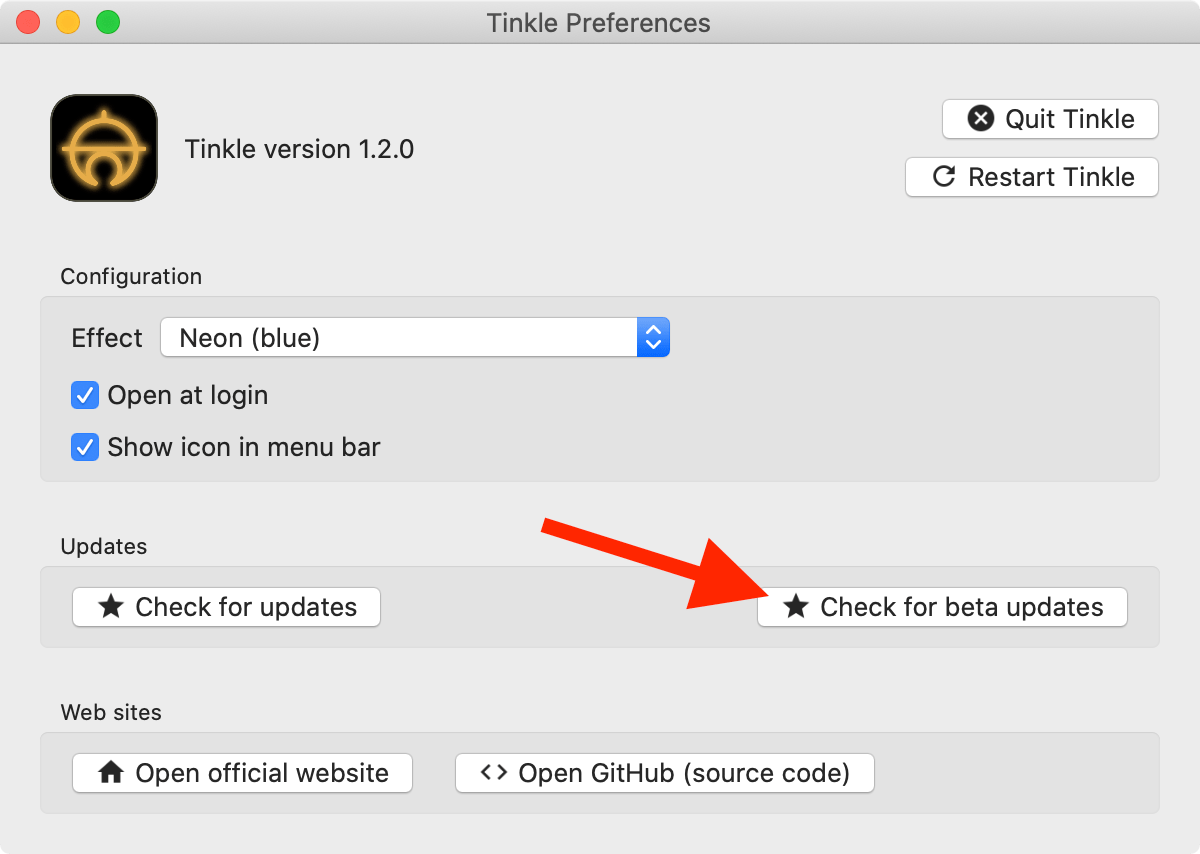 Tinkle Preferences
Tinkle version 1.2.0
Quit Tinkle
Restart Tinkle
Configuration
Effect Neon (blue)
Open at login
Show icon in menu bar
Updates
Check for updates
Check for beta updates
Web sites
Open official website
Open GitHub (source code)